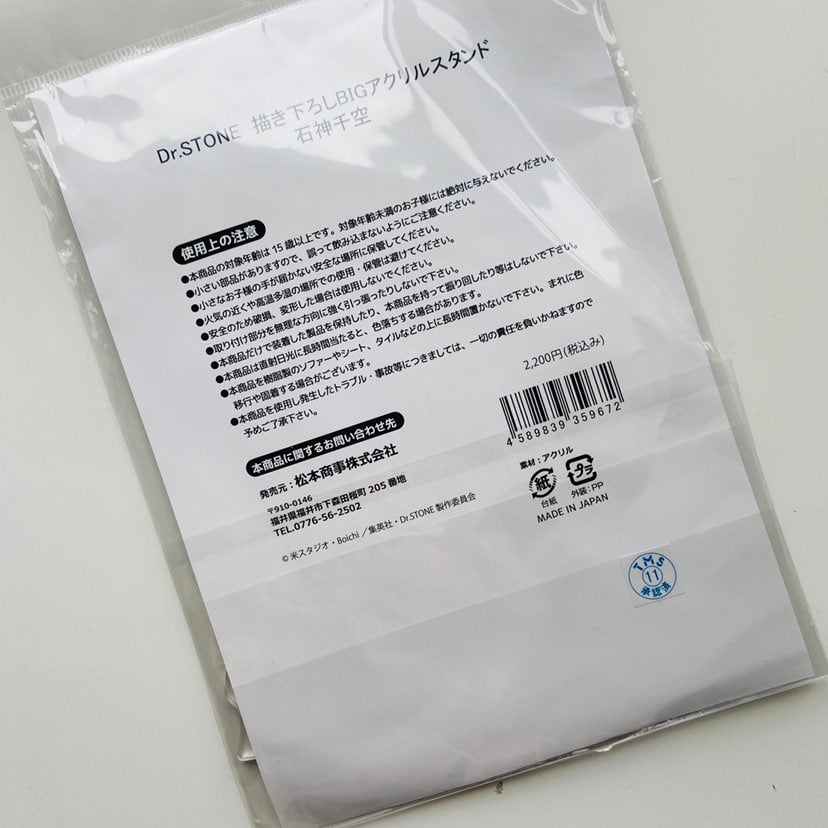 Dr.STONE 描き下ろしBIGアクリルスタンド
石神千空
使用上の注意
●本商品の対象年齢は15歳以上です。対象年齢未満のお子様には絶対に与えないでください。
●小さい部品がありますので、誤って飲み込まないようにご注意ください。
●小さなお子様の手が届かない安全な場所に保管してください。
●火気の近くや高温多湿の場所での使用・保管は避けてください。
●安全のため破損、変形した場合は使用しないでください。
●取り付け部分を無理な方向に強く引っ張ったりしないで下さい。
●本商品だけで装着した製品を保持したり、本商品を持って振り回したり等はしないで下さい。
●本商品は直射日光に長時間当たると、色落ちする場合があります。
●本商品を樹脂製のソファーやシート、タイルなどの上に長時間置かないで下さい。まれに色
移行や固着する場合がございます。
●本商品を使用し発生したトラブル・事故等につきましては、一切の責任を負いかねますので
予めご了承下さい。
2,200円(税込み)
4 589839 359672
本商品に関するお問い合わせ先
発売元：松本商事株式会社
〒910-0146
福井県福井市下森田桜町205番地
TEL.0776-56-2502
©米スタジオ・Boichi／集英社・Dr.STONE製作委員会
素材：アクリル
紙
プラ
台紙
外装：PP
MADE IN JAPAN
TMS
11
承認済